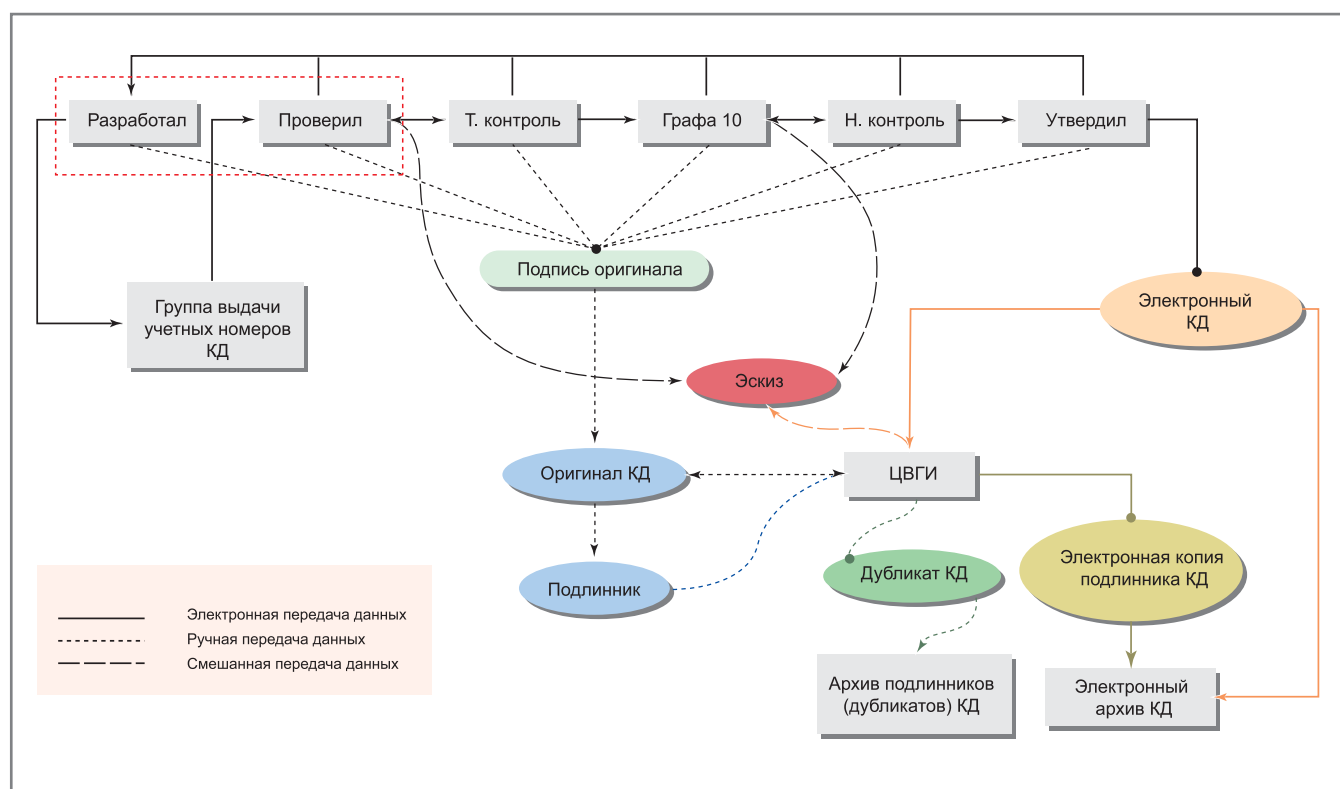 Разработал
Проверил
Т. контроль
Графа 10
Н. контроль
Утвердил
Подпись оригинала
Группа выдачи
учетных номеров
КД
Электронный
КД
Эскиз
Оригинал КД
ЦВГИ
Подлинник
Дубликат КД
Электронная копия
подлинника КД
Электронная передача данных
Ручная передача данных
Смешанная передача данных
Архив подлинников
(дубликатов) КД
Электронный
архив КД